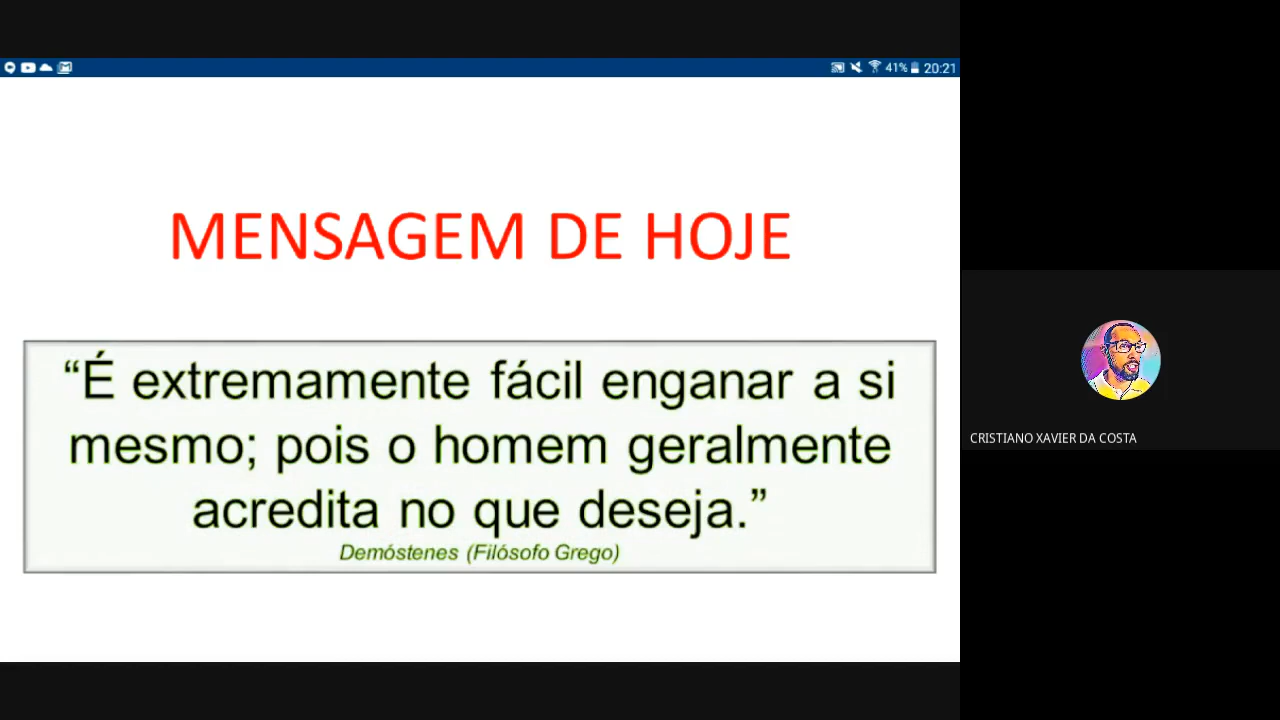 41% 20:21
MENSAGEM DE HOJE
“É extremamente fácil enganar a si
mesmo; pois o homem geralmente
acredita no que deseja.”
Demóstenes (Filósofo Grego)
CRISTIANO XAVIER DA COSTA